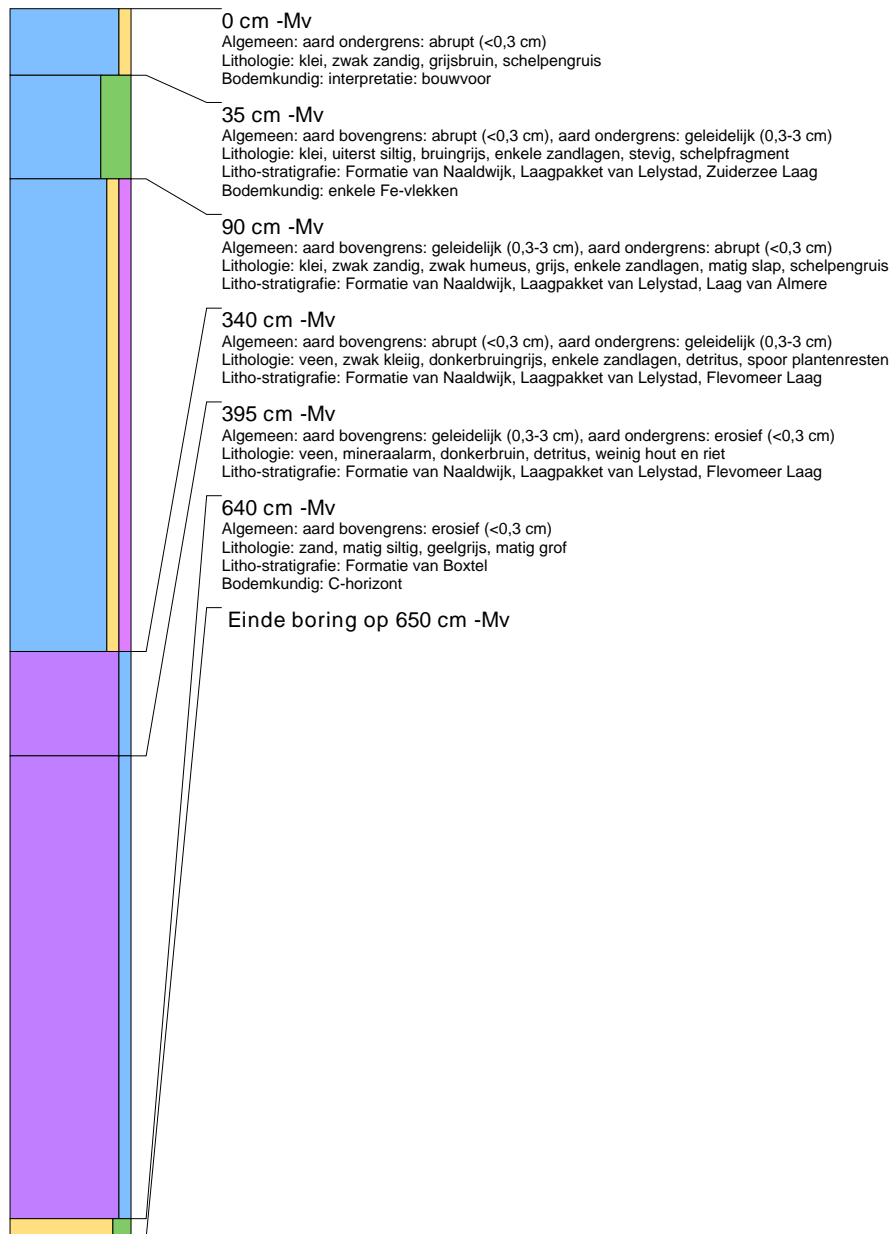 0 cm -Mv
Algemeen: aard ondergrens: abrupt (<0,3 cm)
Lithologie: klei, zwak zandig, grijsbruin, schelpengruis
Bodemkundig: interpretatie: bouwvoor
35 cm -Mv
Algemeen: aard bovengrens: abrupt (<0,3 cm), aard ondergrens: geleidelijk (0,3-3 cm)
Lithologie: klei, uiterst siltig, bruingrijs, enkele zandlagen, stevig, schelpfragment
Litho-stratigrafie: Formatie van Naaldwijk, Laagpakket van Lelystad, Zuiderzee Laag
Bodemkundig: enkele Fe-vlekken
90 cm -Mv
Algemeen: aard bovengrens: geleidelijk (0,3-3 cm), aard ondergrens: abrupt (<0,3 cm)
Lithologie: klei, zwak zandig, zwak humeus, grijs, enkele zandlagen, matig slap, schelpengruis
Litho-stratigrafie: Formatie van Naaldwijk, Laagpakket van Lelystad, Laag van Almere
340 cm -Mv
Algemeen: aard bovengrens: abrupt (<0,3 cm), aard ondergrens: geleidelijk (0,3-3 cm)
Lithologie: veen, zwak kleiig, donkerbruingrijs, enkele zandlagen, detritus, spoor plantenresten
Litho-stratigrafie: Formatie van Naaldwijk, Laagpakket van Lelystad, Flevomeer Laag
395 cm -Mv
Algemeen: aard bovengrens: geleidelijk (0,3-3 cm), aard ondergrens: erosief (<0,3 cm)
Lithologie: veen, mineraalarm, donkerbruin, detritus, weinig hout en riet
Litho-stratigrafie: Formatie van Naaldwijk, Laagpakket van Lelystad, Flevomeer Laag
640 cm -Mv
Algemeen: aard bovengrens: erosief (<0,3 cm)
Lithologie: zand, matig siltig, geelgrijs, matig grof
Litho-stratigrafie: Formatie van Boxtel
Bodemkundig: C-horizont
Einde boring op 650 cm -Mv